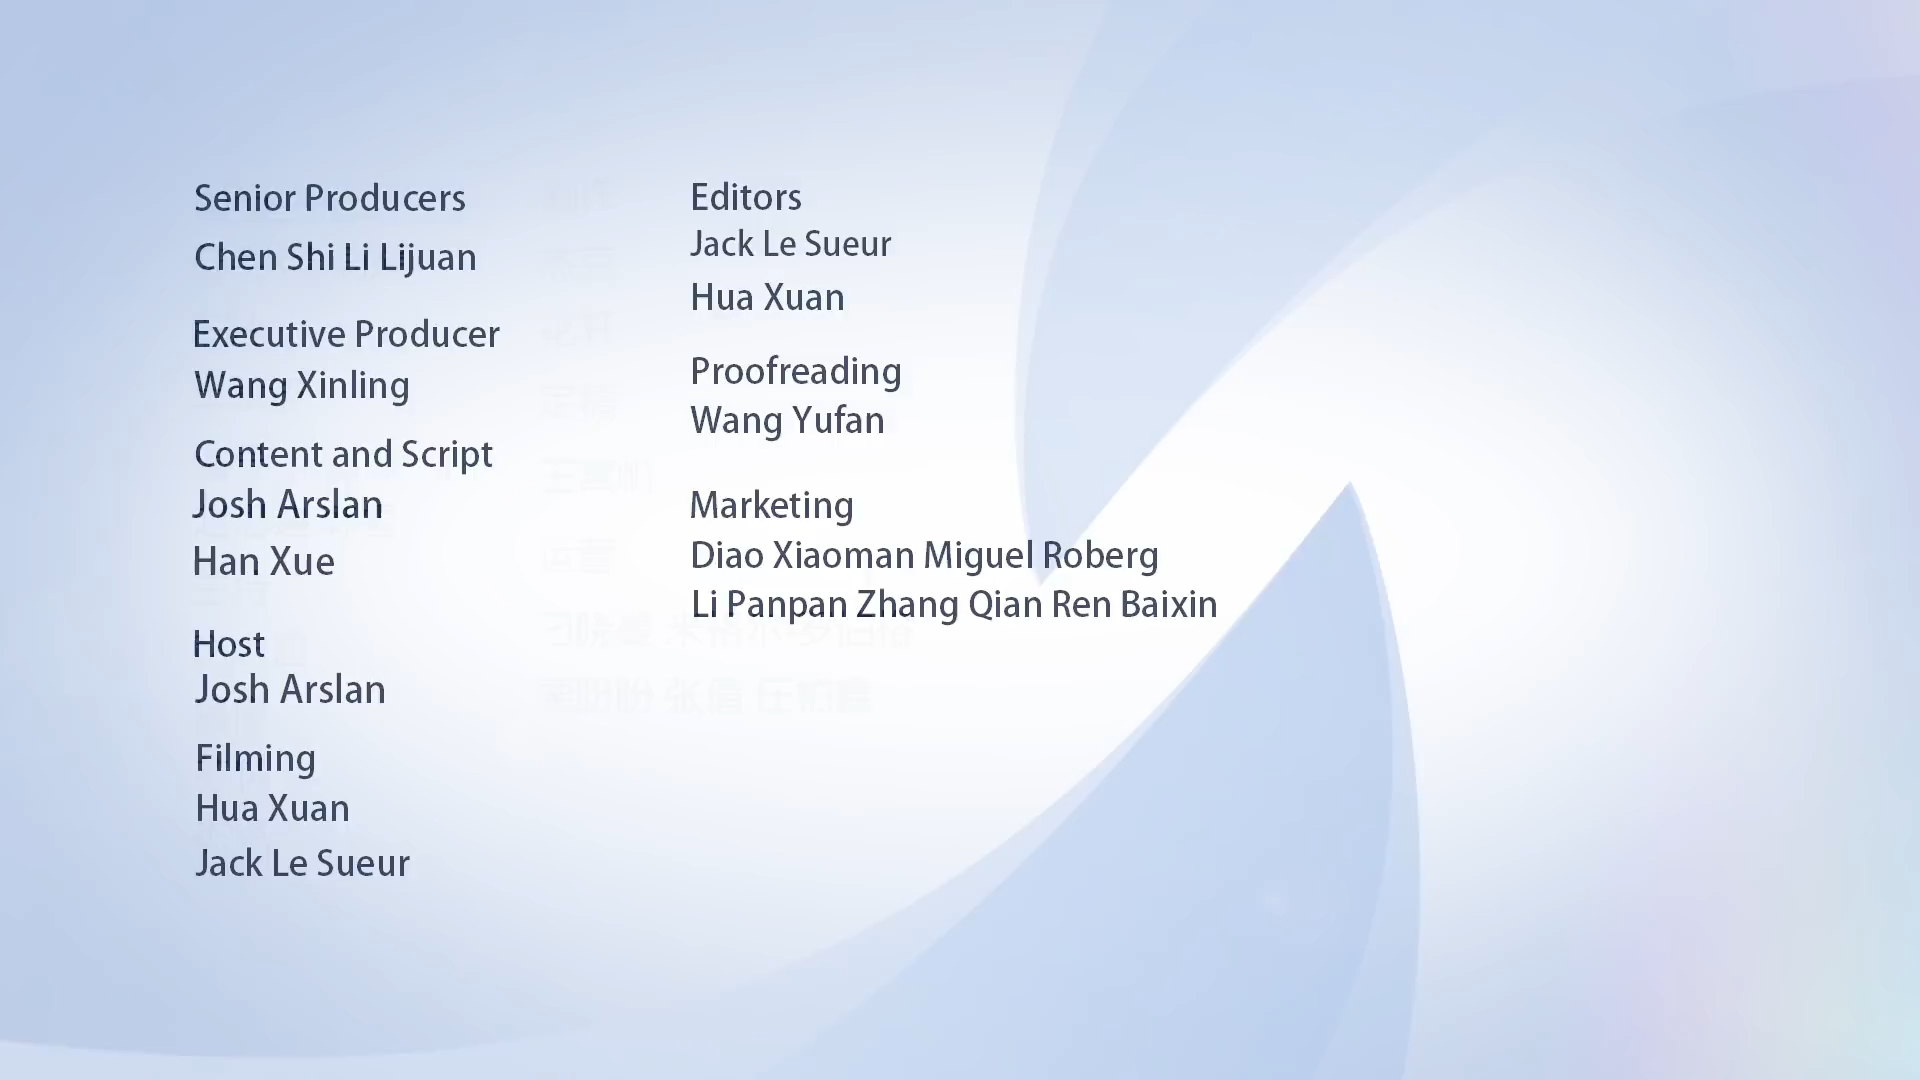 Senior Producers
Chen Shi Li Lijuan
Executive Producer
Wang Xinling
Content and Script
Josh Arslan
Han Xue
Host
Josh Arslan
Filming
Hua Xuan
Jack Le Sueur
Editors
Jack Le Sueur
Hua Xuan
Proofreading
Wang Yufan
Marketing
Diao Xiaoman Miguel Roberg
Li Panpan Zhang Qian Ren Baixin